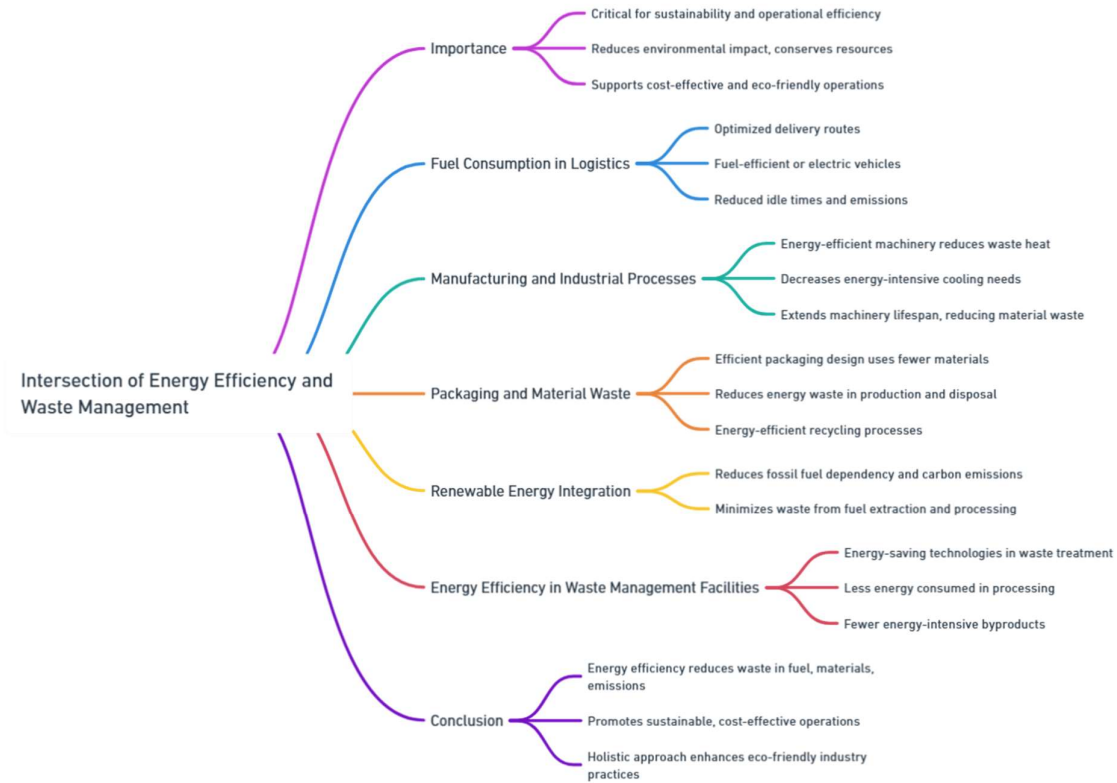 Intersection of Energy Efficiency and
Waste Management
Importance
Critical for sustainability and operational efficiency
Reduces environmental impact, conserves resources
Supports cost-effective and eco-friendly operations
Fuel Consumption in Logistics
Optimized delivery routes
Fuel-efficient or electric vehicles
Reduced idle times and emissions
Manufacturing and Industrial Processes
Energy-efficient machinery reduces waste heat
Decreases energy-intensive cooling needs
Extends machinery lifespan, reducing material waste
Packaging and Material Waste
Efficient packaging design uses fewer materials
Reduces energy waste in production and disposal
Energy-efficient recycling processes
Renewable Energy Integration
Reduces fossil fuel dependency and carbon emissions
Minimizes waste from fuel extraction and processing
Energy Efficiency in Waste Management Facilities
Energy-saving technologies in waste treatment
Less energy consumed in processing
Fewer energy-intensive byproducts
Conclusion
Energy efficiency reduces waste in fuel, materials,
emissions
Promotes sustainable, cost-effective operations
Holistic approach enhances eco-friendly industry
practices